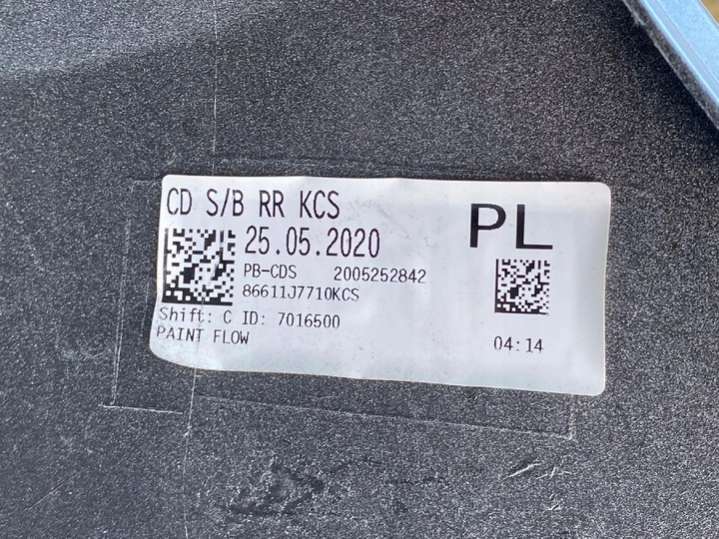 CD S/B RR KCS
PL
25.05.2020
PB-CDS 2005252842
86611J7710KCS
Shift: C ID: 7016500
PAINT FLOW
04:14